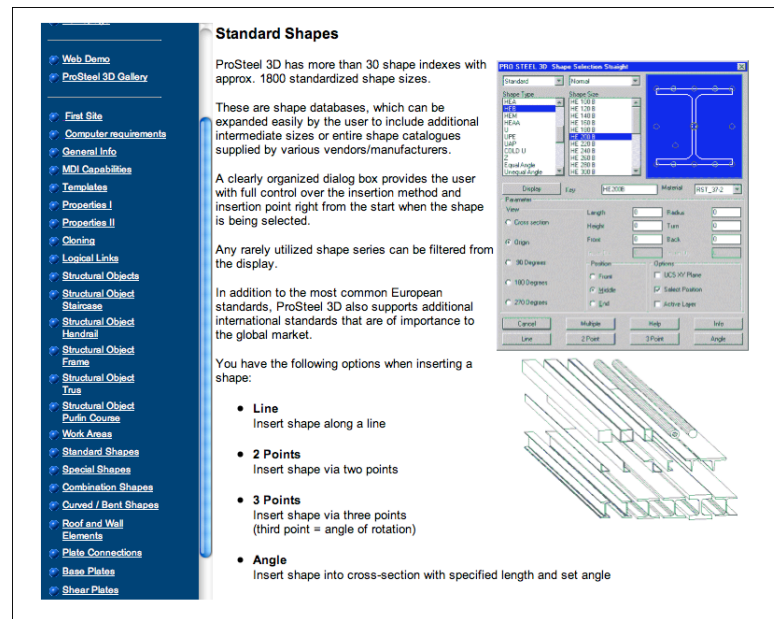 Web Demo
ProSteel 3D Gallery
First Site
Computer requirements
General Info
MDI Capabilities
Templates
Properties I
Properties II
Cloning
Logical Links
Structural Objects
Structural Object
Staircase
Structural Object
Handrail
Structural Object
Frame
Structural Object
Trus
Structural Object
Purlin Course
Work Areas
Standard Shapes
Special Shapes
Combination Shapes
Curved / Bent Shapes
Roof and Wall
Elements
Plate Connections
Base Plates
Shear Plates
Standard Shapes
ProSteel 3D has more than 30 shape indexes with
approx. 1800 standardized shape sizes.
These are shape databases, which can be
expanded easily by the user to include additional
intermediate sizes or entire shape catalogues
supplied by various vendors/manufacturers.
A clearly organized dialog box provides the user
with full control over the insertion method and
insertion point right from the start when the shape
is being selected.
Any rarely utilized shape series can be filtered from
the display.
In addition to the most common European
standards, ProSteel 3D also supports additional
international standards that are of importance to
the global market.
You have the following options when inserting a
shape:
• Line
Insert shape along a line
• 2 Points
Insert shape via two points
• 3 Points
Insert shape via three points
(third point = angle of rotation)
• Angle
Insert shape into cross-section with specified length and set angle
PRO STEEL 3D Shape Selection Straight
Standard Normal
Shape Type Shape Size
HEA HE 100 B
HEB HE 120 B
HEM HE 140 B
HEAA HE 160 B
U HE 180 B
UPE HE 200 B
UAP HE 220 B
COLD U HE 240 B
Z HE 260 B
Equal Angle HE 280 B
Unequal Angle HE 300 B
Display Key HE200B Material RST_37-2
Parameter
View
Cross section
Origin
90 Degrees
180 Degrees
270 Degrees
Length 0 Radius 0
Height 0 Turn 0
Front 0 Back 0
Position
Front
Middle
End
Options
UCS XY Plane
Select Position
Active Layer
Cancel Multiple Help Info
Line 2 Point 3 Point Angle